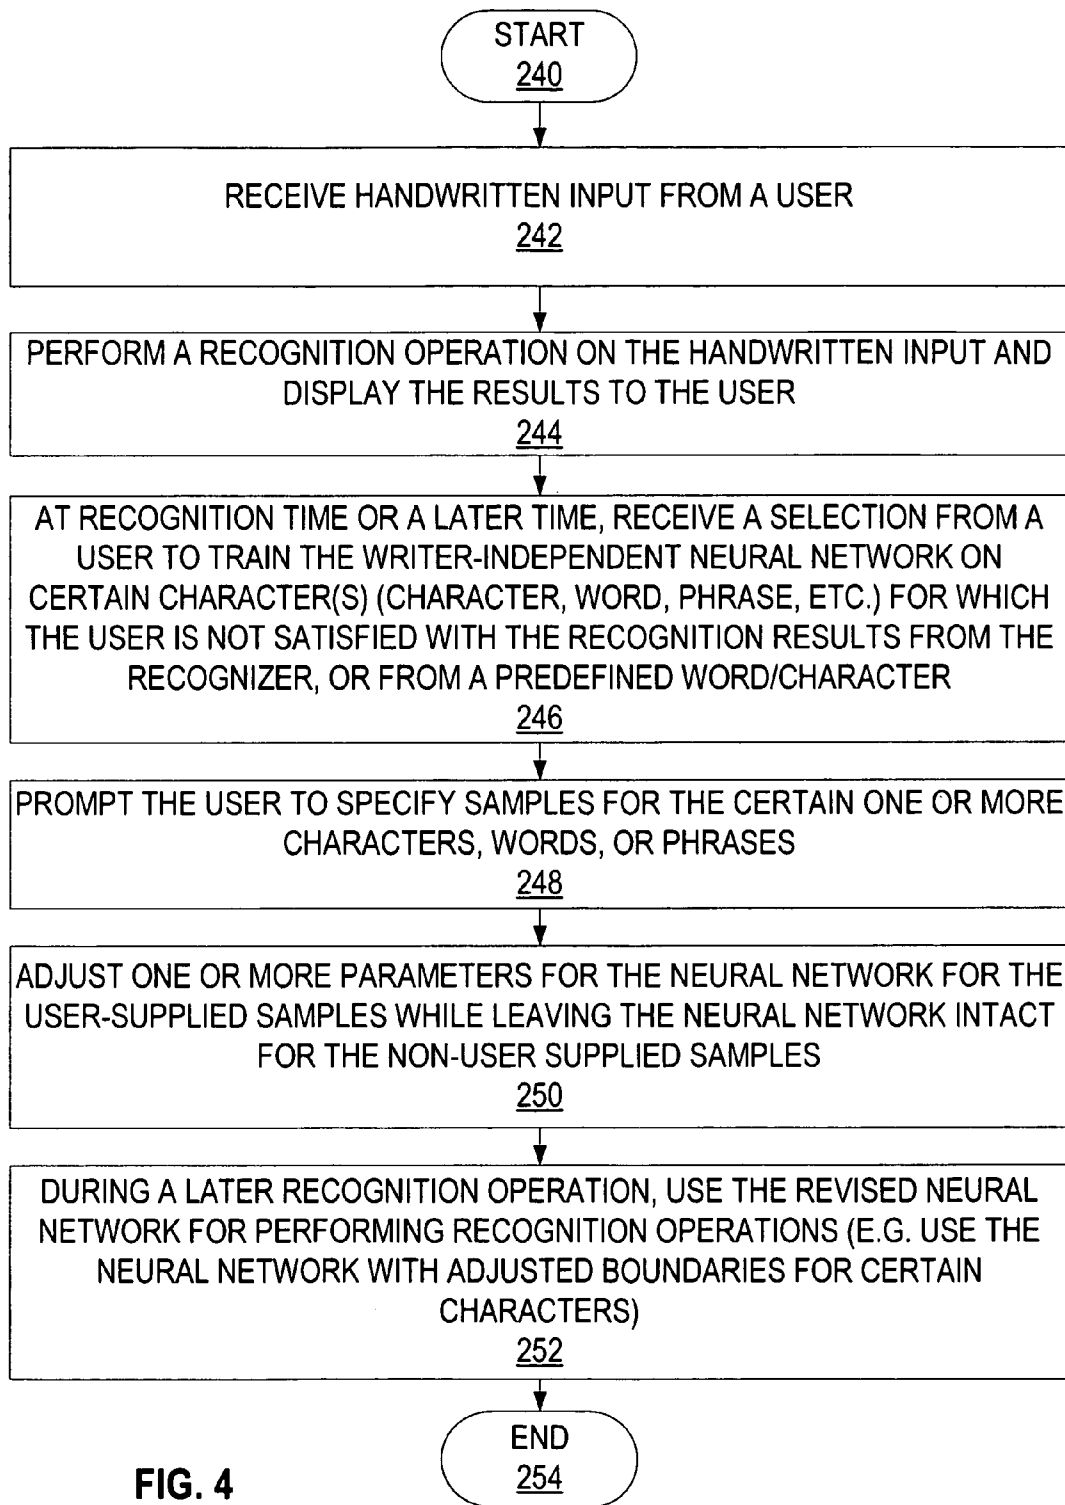 START
240
RECEIVE HANDWRITTEN INPUT FROM A USER
242
PERFORM A RECOGNITION OPERATION ON THE HANDWRITTEN INPUT AND
DISPLAY THE RESULTS TO THE USER
244
AT RECOGNITION TIME OR A LATER TIME, RECEIVE A SELECTION FROM A
USER TO TRAIN THE WRITER-INDEPENDENT NEURAL NETWORK ON
CERTAIN CHARACTER(S) (CHARACTER, WORD, PHRASE, ETC.) FOR WHICH
THE USER IS NOT SATISFIED WITH THE RECOGNITION RESULTS FROM THE
RECOGNIZER, OR FROM A PREDEFINED WORD/CHARACTER
246
PROMPT THE USER TO SPECIFY SAMPLES FOR THE CERTAIN ONE OR MORE
CHARACTERS, WORDS, OR PHRASES
248
ADJUST ONE OR MORE PARAMETERS FOR THE NEURAL NETWORK FOR THE
USER-SUPPLIED SAMPLES WHILE LEAVING THE NEURAL NETWORK INTACT
FOR THE NON-USER SUPPLIED SAMPLES
250
DURING A LATER RECOGNITION OPERATION, USE THE REVISED NEURAL
NETWORK FOR PERFORMING RECOGNITION OPERATIONS (E.G. USE THE
NEURAL NETWORK WITH ADJUSTED BOUNDARIES FOR CERTAIN
CHARACTERS)
252
END
254
FIG. 4